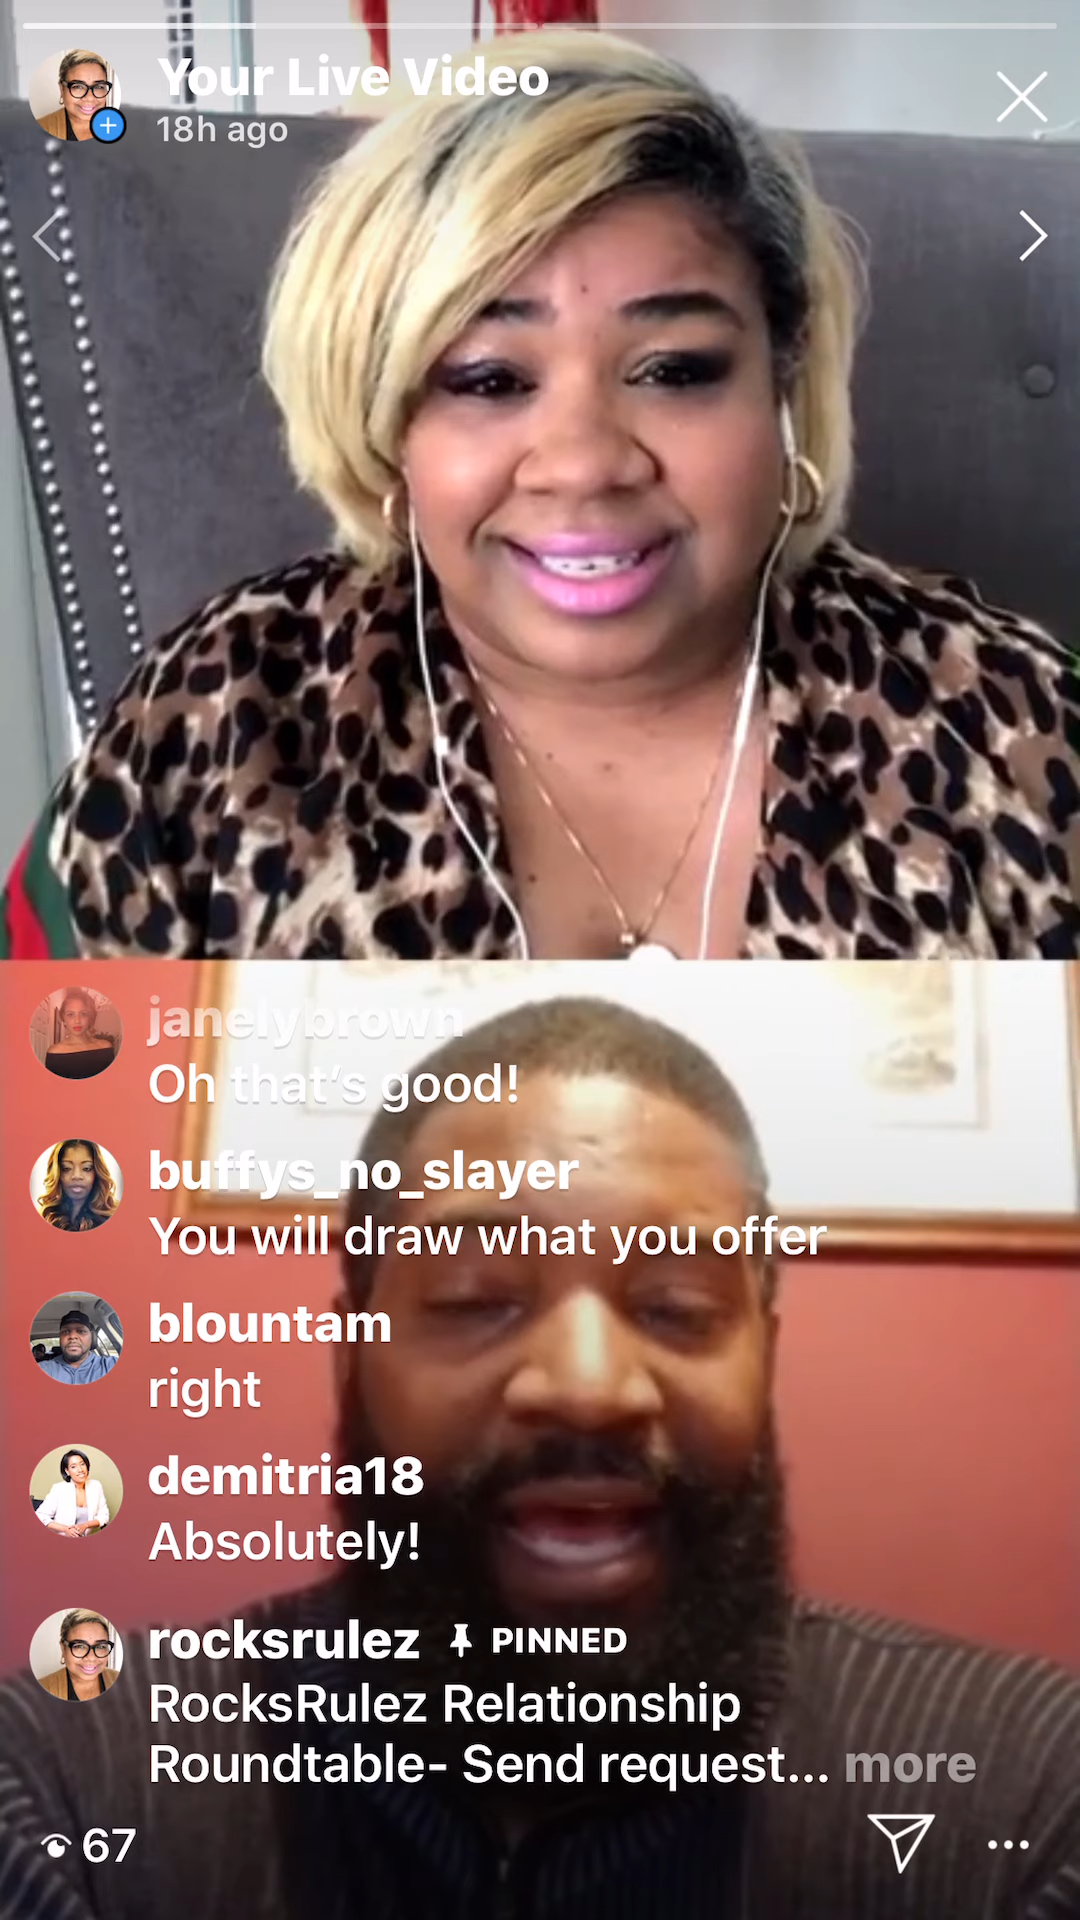 Your Live Video
18h ago
janelybrown
Oh that's good!
buffys_no_slayer
You will draw what you offer
blountam
right
demitria18
Absolutely!
rocksrulez PINNED
RocksRulez Relationship
Roundtable- Send request... more
67